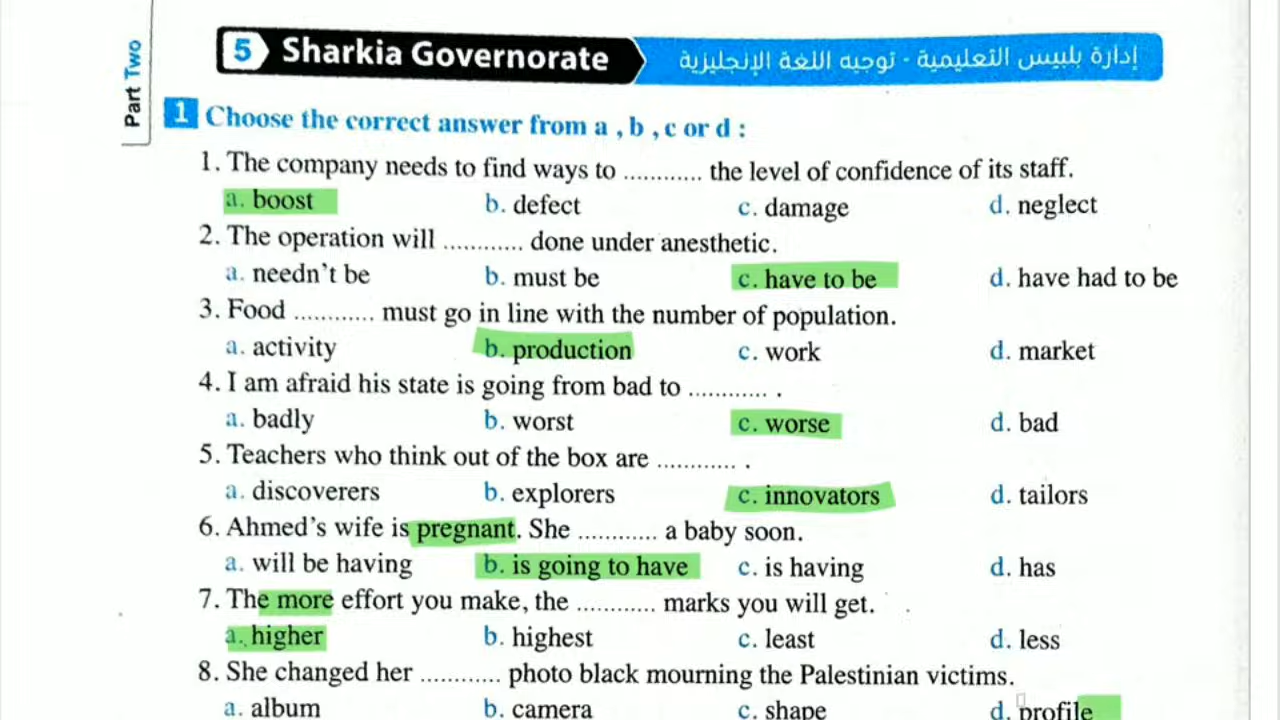 Part Two
5 Sharkia Governorate إدارة بلبيس التعليمية - توجيه اللغة الإنجليزية
1 Choose the correct answer from a , b , c or d :
1. The company needs to find ways to ............ the level of confidence of its staff.
a. boost b. defect c. damage d. neglect
2. The operation will ............ done under anesthetic.
a. needn't be b. must be c. have to be d. have had to be
3. Food ............ must go in line with the number of population.
a. activity b. production c. work d. market
4. I am afraid his state is going from bad to ............ .
a. badly b. worst c. worse d. bad
5. Teachers who think out of the box are ............ .
a. discoverers b. explorers c. innovators d. tailors
6. Ahmed's wife is pregnant. She ............ a baby soon.
a. will be having b. is going to have c. is having d. has
7. The more effort you make, the ............ marks you will get.
a. higher b. highest c. least d. less
8. She changed her ............ photo black mourning the Palestinian victims.
a. album b. camera c. shape d. profile